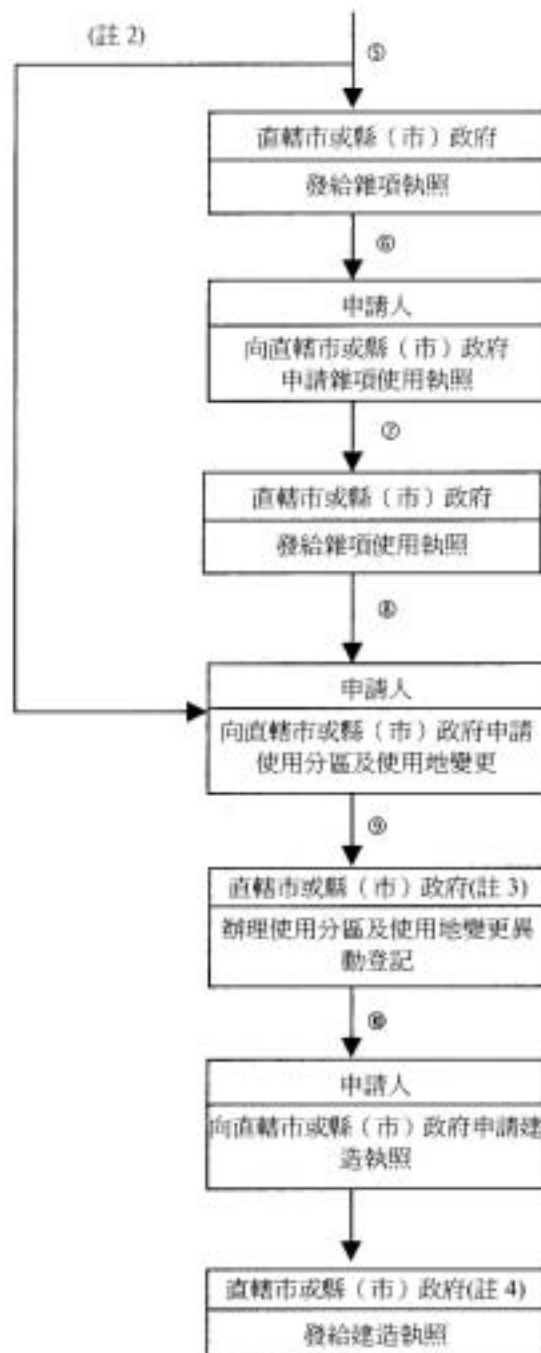 (註 2)
⑤
直轄市或縣（市）政府
發給雜項執照
⑥
申請人
向直轄市或縣（市）政府
申請雜項使用執照
⑦
直轄市或縣（市）政府
發給雜項使用執照
⑧
申請人
向直轄市或縣（市）政府申請
使用分區及使用地變更
⑨
直轄市或縣（市）政府(註 3)
辦理使用分區及使用地變更異
動登記
⑩
申請人
向直轄市或縣（市）政府申請建
造執照
直轄市或縣（市）政府(註 4)
發給建造執照